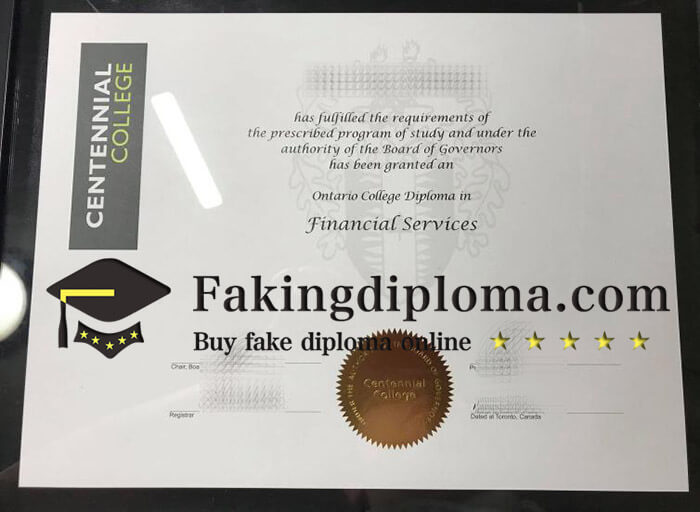 CENTENNIAL
COLLEGE
has fulfilled the requirements of
the prescribed program of study and under the
authority of the Board of Governors
has been granted an
Ontario College Diploma in
Financial Services
Fakingdiploma.com
Buy fake diploma online
Chair, Boa
Registrar
Centennial
College
Dated at Toronto, Canada